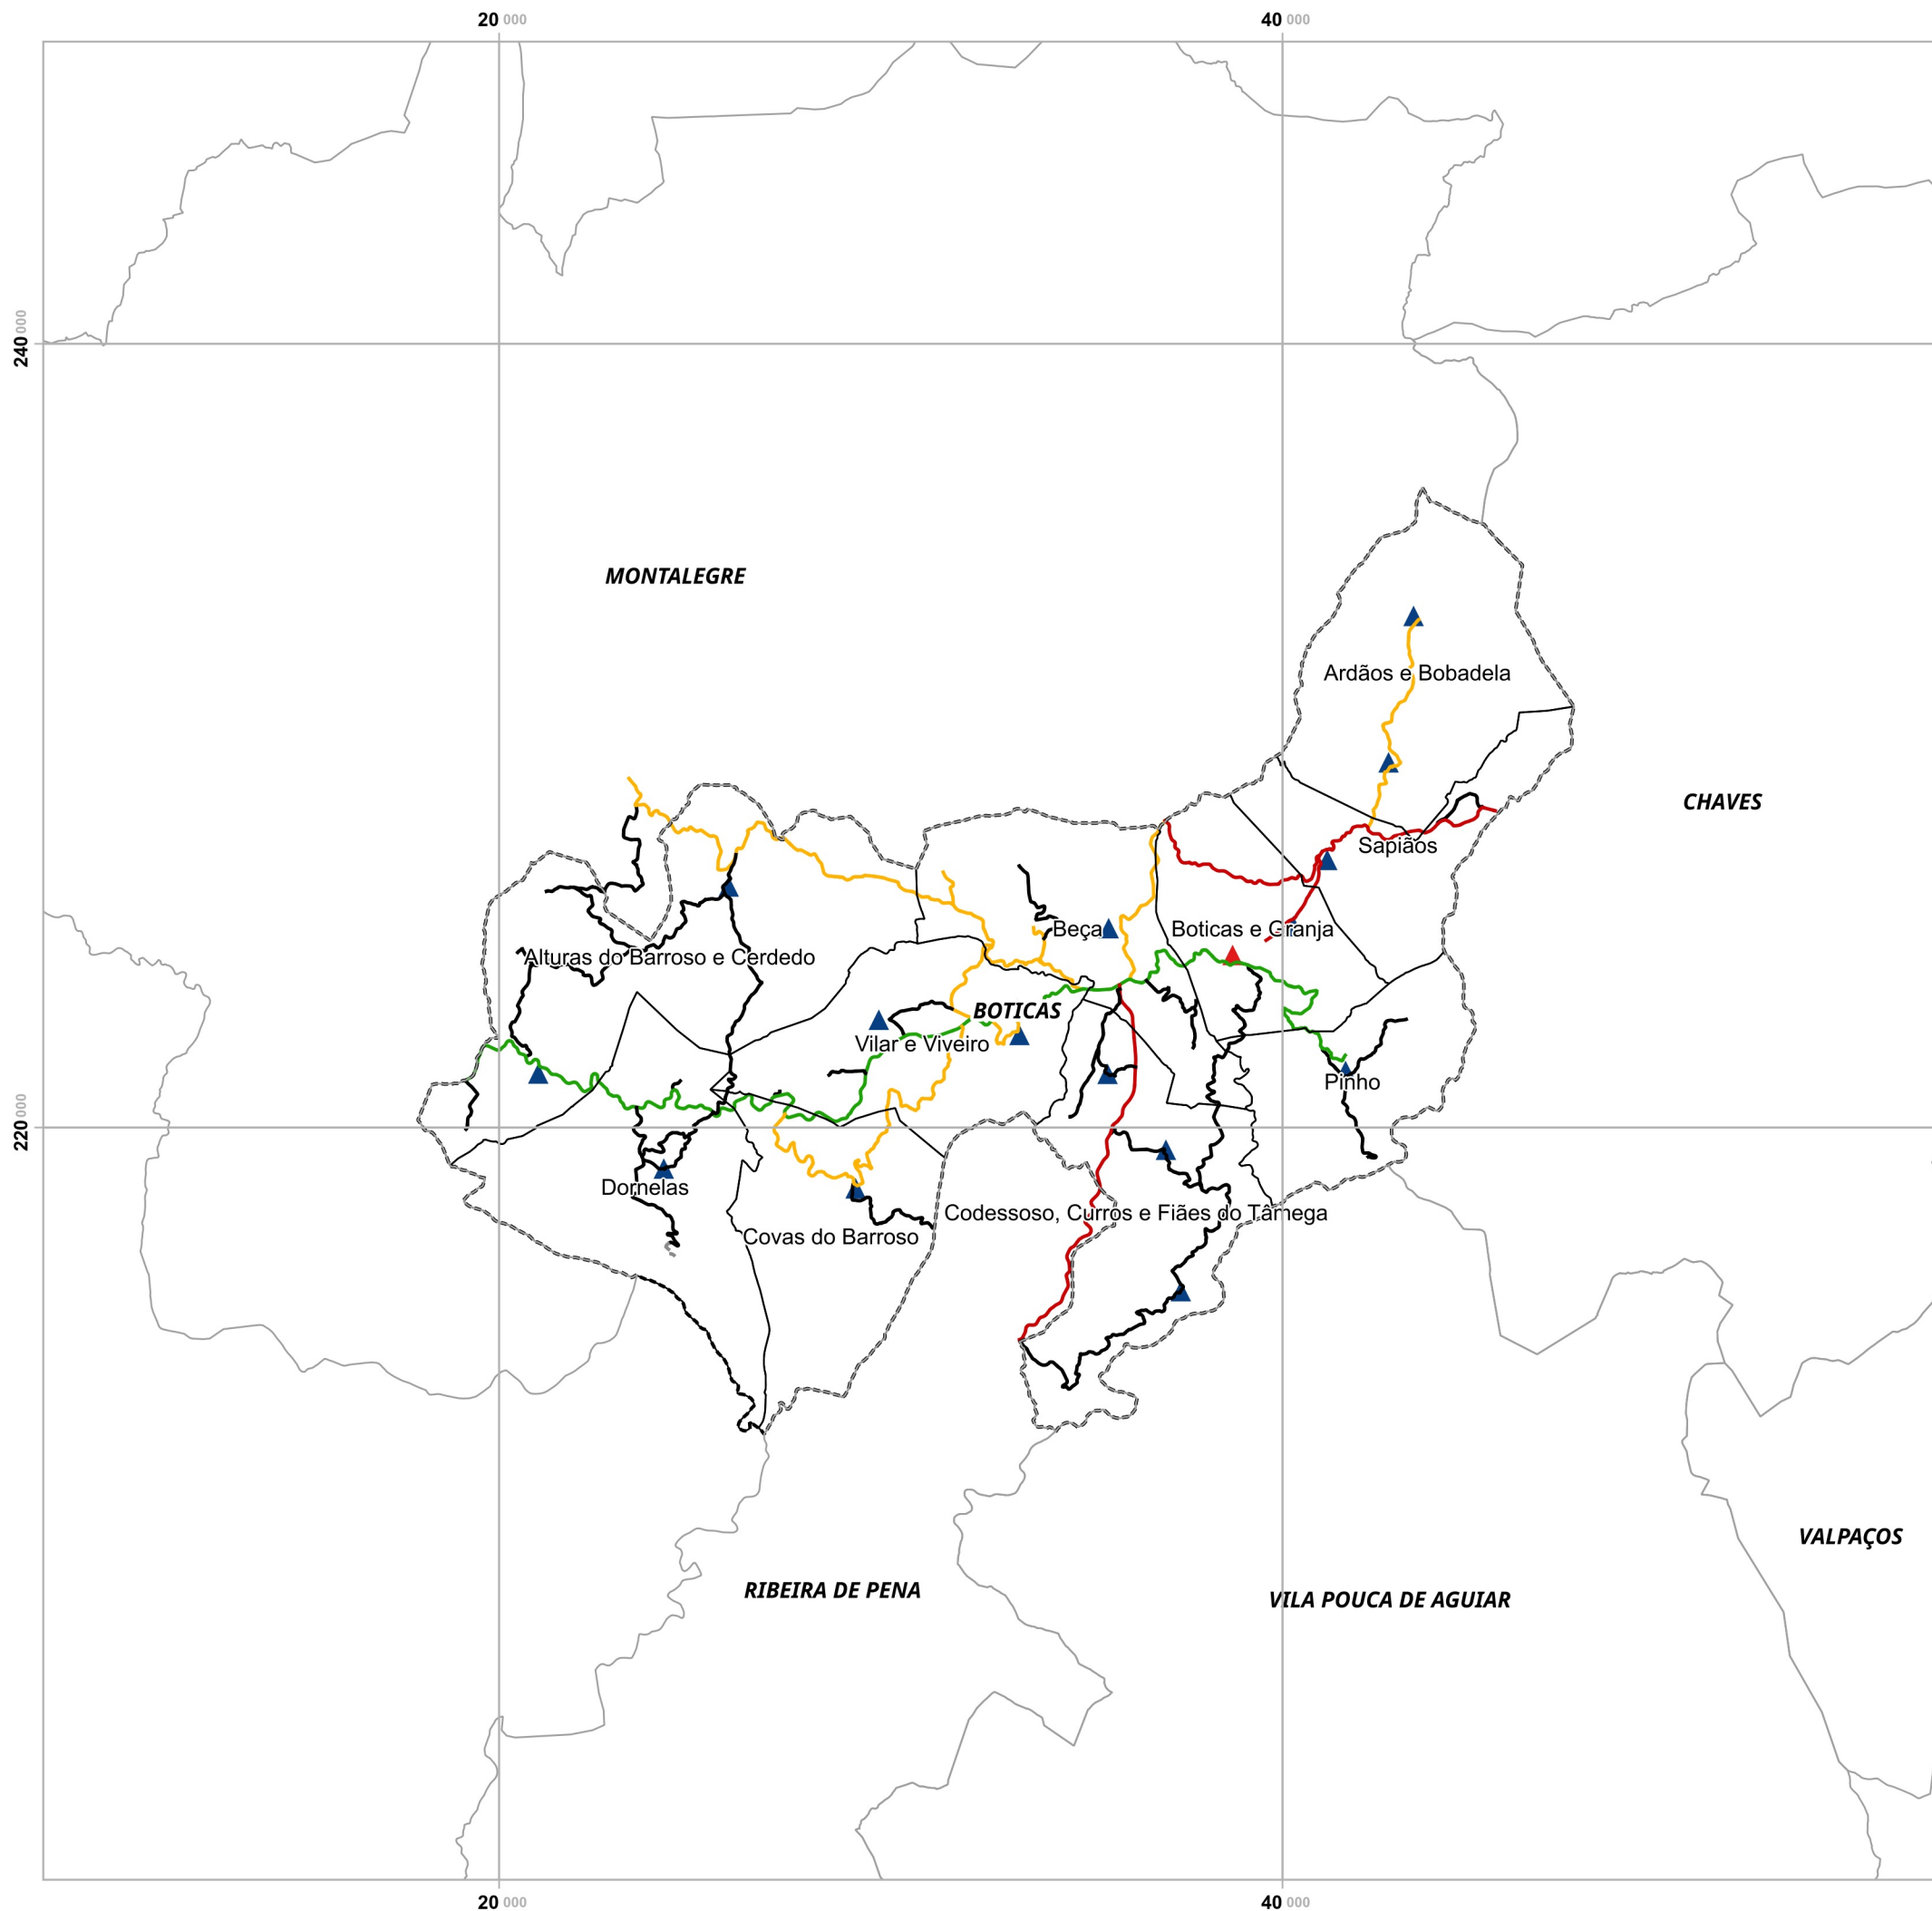 20 000
40 000
240 000
MONTALEGRE
Ardãos e Bobadela
CHAVES
Sapiãos
Beça
Boticas e Granja
Alturas do Barroso e Cerdedo
BOTICAS
Vilar e Viveiro
Pinho
220 000
Dornelas
Codessoso, Curros e Fiães do Tâmega
Covas do Barroso
VALPAÇOS
RIBEIRA DE PENA
VILA POUCA DE AGUIAR
20 000
40 000